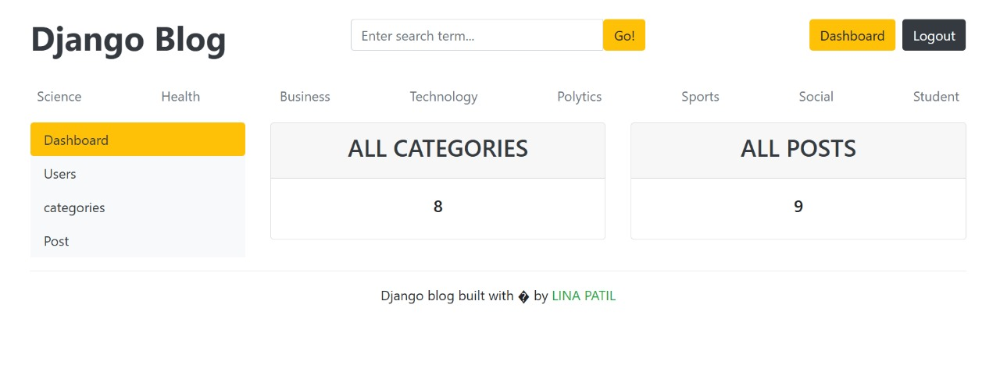 Django Blog
Enter search term... Go!
Dashboard Logout
Science Health Business Technology Polytics Sports Social Student
Dashboard
Users
categories
Post
ALL CATEGORIES
8
ALL POSTS
9
Django blog built with � by LINA PATIL